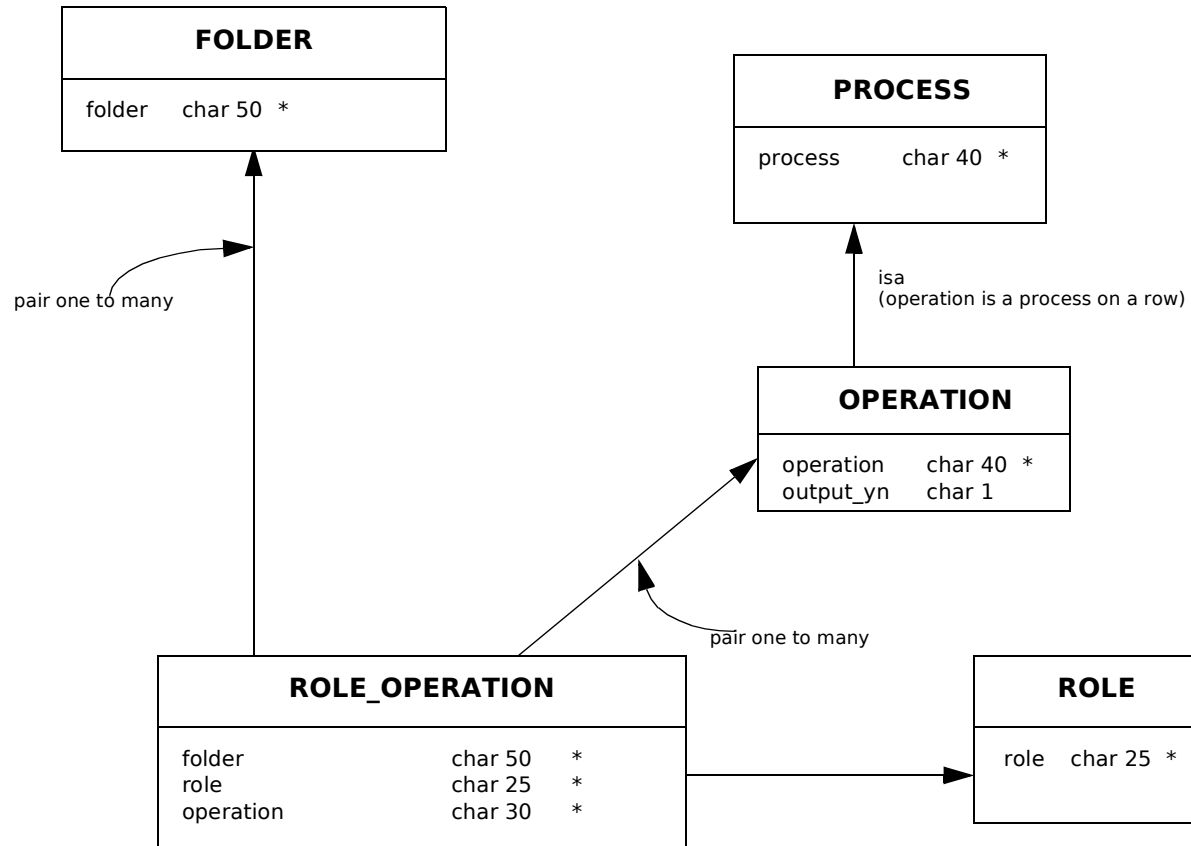 FOLDER
folder char 50 *
PROCESS
process char 40 *
pair one to many
isa
(operation is a process on a row)
OPERATION
operation char 40 *
output_yn char 1
pair one to many
ROLE_OPERATION
folder char 50 *
role char 25 *
operation char 30 *
ROLE
role char 25 *